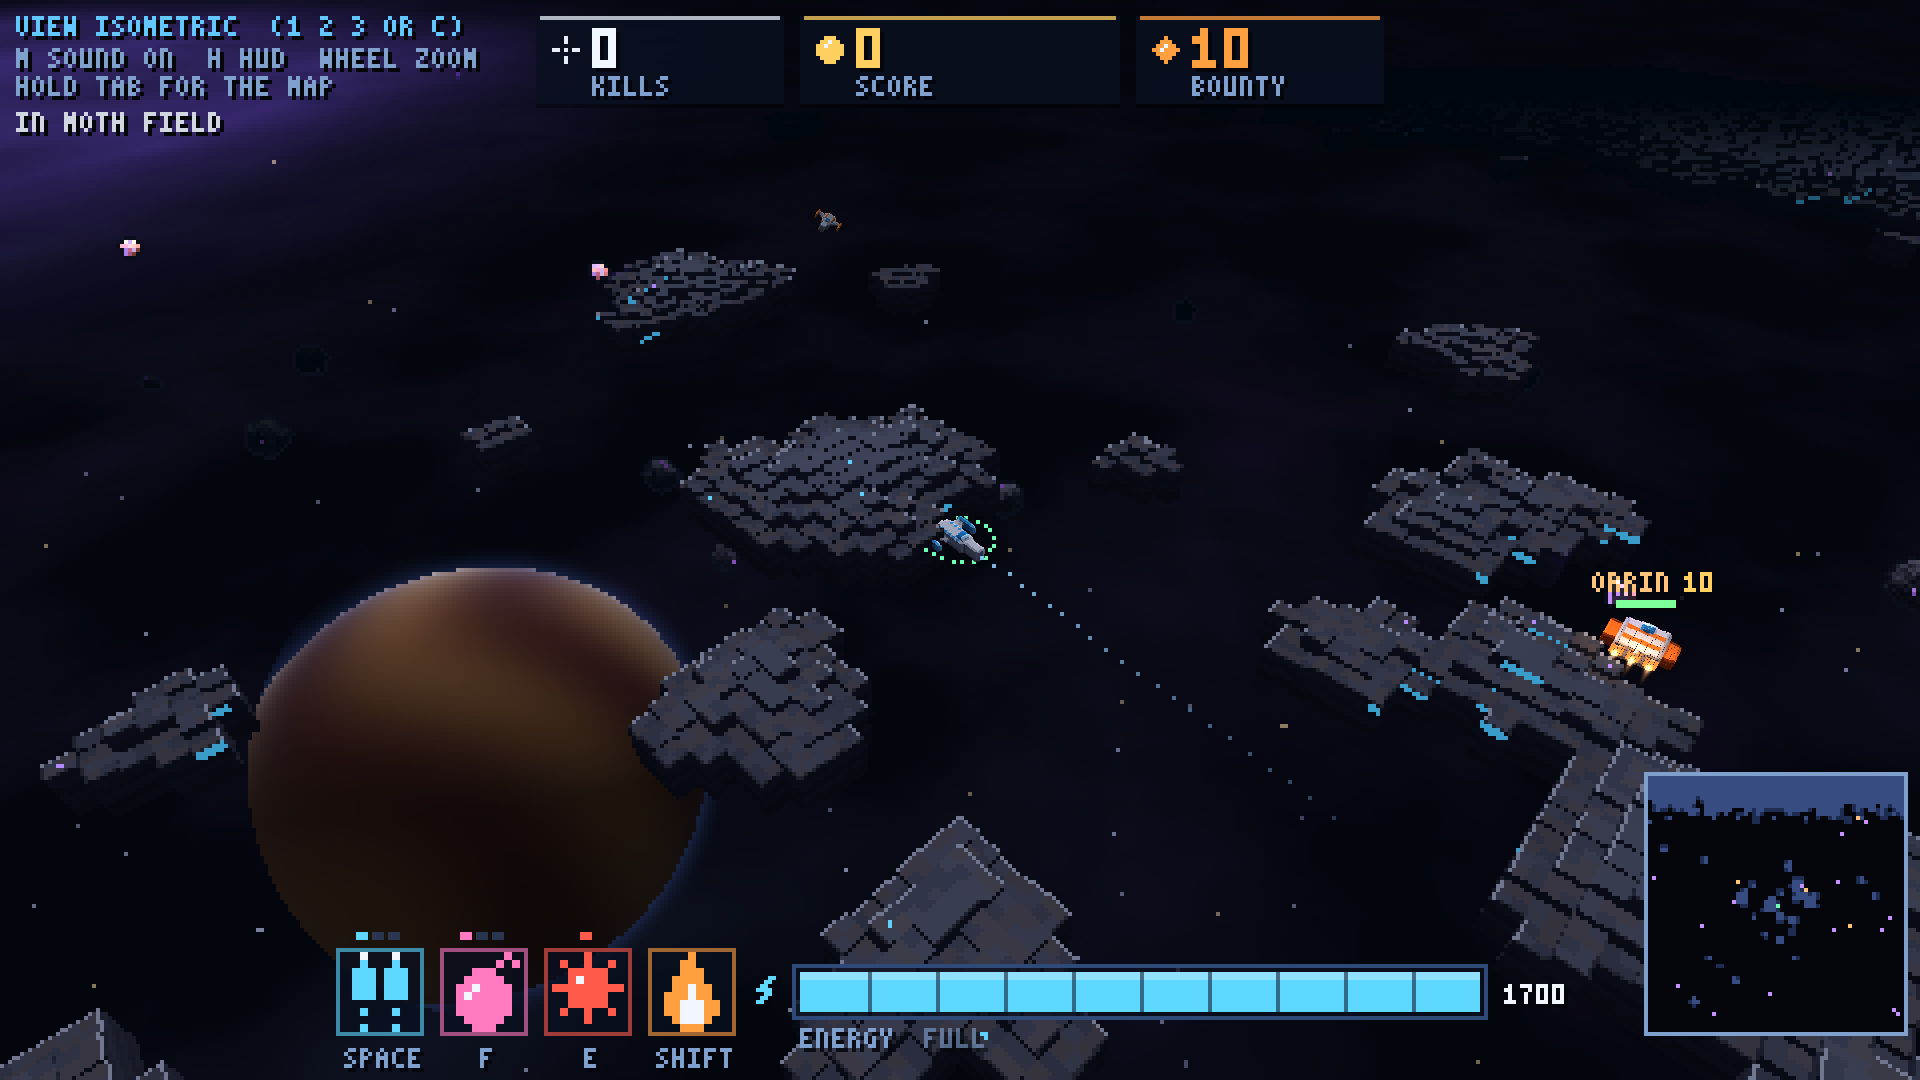 VIEW ISOMETRIC (1 2 3 OR C)
M SOUND ON H HUD WHEEL ZOOM
HOLD TAB FOR THE MAP
IN MOTH FIELD
0
KILLS
0
SCORE
10
BOUNTY
ORRIN 10
SPACE
F
E
SHIFT
1700
ENERGY FULL